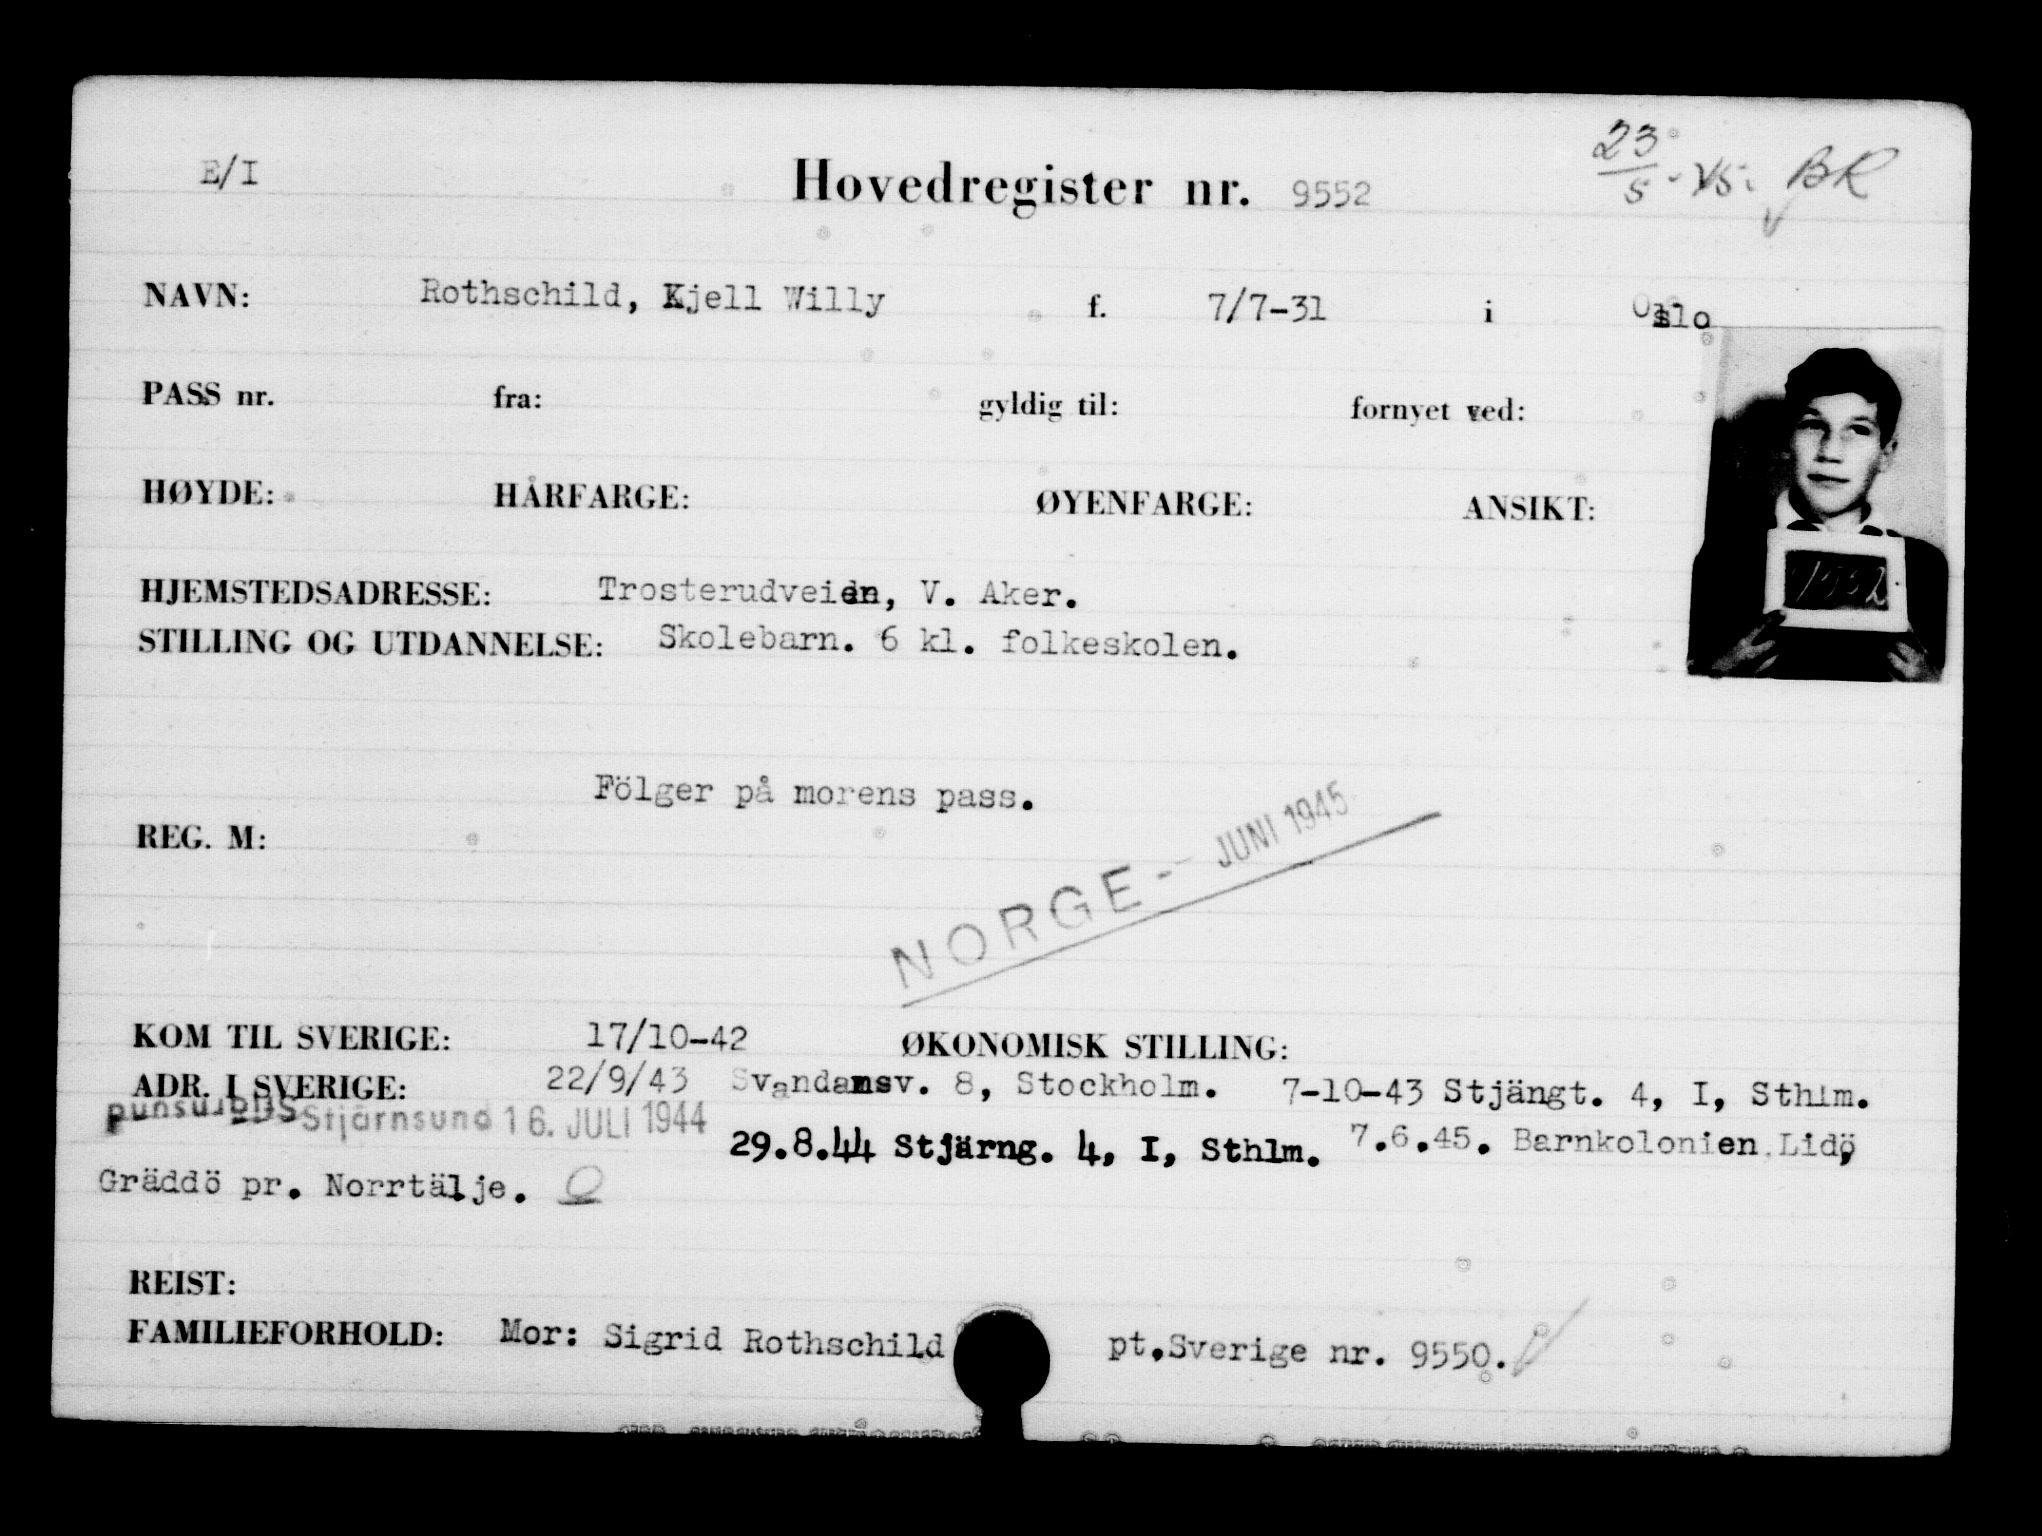 E/I
Hovedregister nr. 9552
23/5-45. BR
NAVN: Rothschild, Kjell Willy f. 7/7-31 i Oslo
PASS nr. fra: gyldig til: fornyet ved:
HØYDE: HÅRFARGE: ØYENFARGE: ANSIKT:
HJEMSTEDSADRESSE: Trosterudveien, V. Aker.
STILLING OG UTDANNELSE: Skolebarn. 6 kl. folkeskolen.
Fölger på morens pass.
REG. M:
NORGE - - JUNI 1945
KOM TIL SVERIGE: 17/10-42 ØKONOMISK STILLING:
ADR. I SVERIGE: 22/9/43 Svandamsv. 8, Stockholm. 7-10-43 Stjängt. 4, I, Sthlm.
Stjärnsund Stjärnsund 16. JULI 1944 29.8.44 Stjärng. 4, I, Sthlm. 7.6.45. Barnkolonien Lidö,
Gräddö pr. Norrtälje.
REIST:
FAMILIEFORHOLD: Mor: Sigrid Rothschild pt. Sverige nr. 9550.